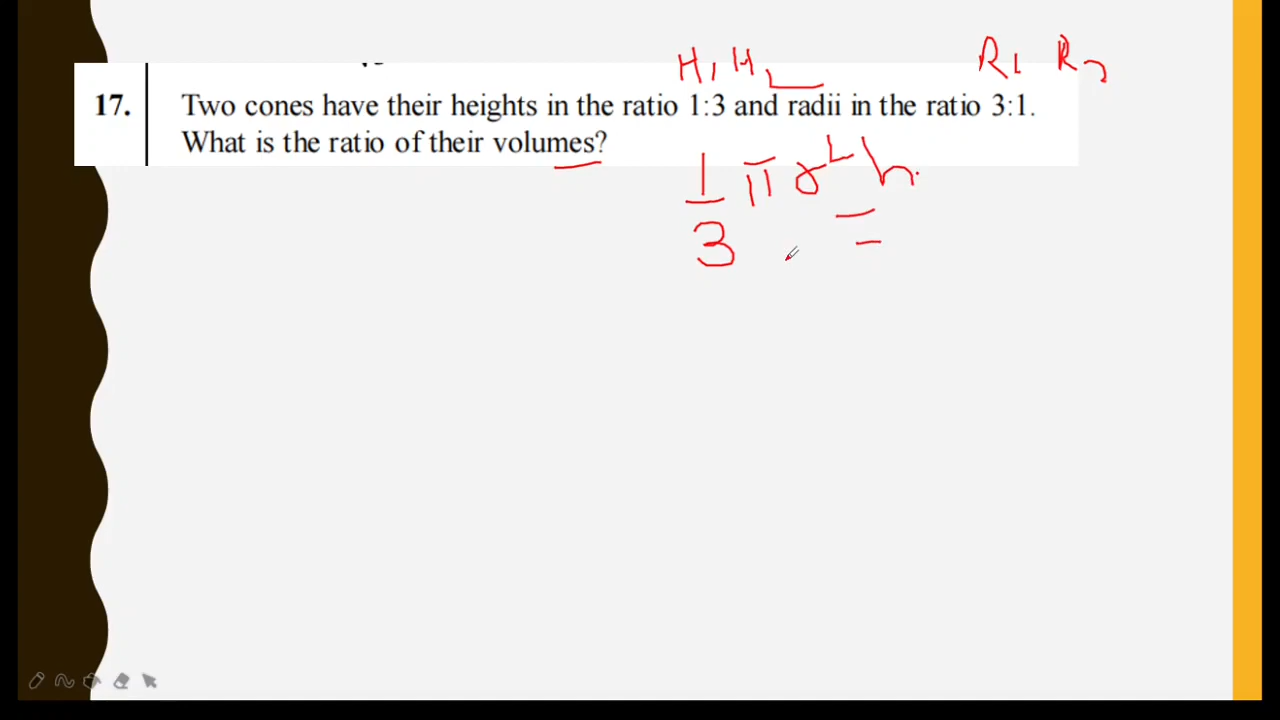 H1 H2 R1 R2
17. Two cones have their heights in the ratio 1:3 and radii in the ratio 3:1.
What is the ratio of their volumes?
1/3 π r² h